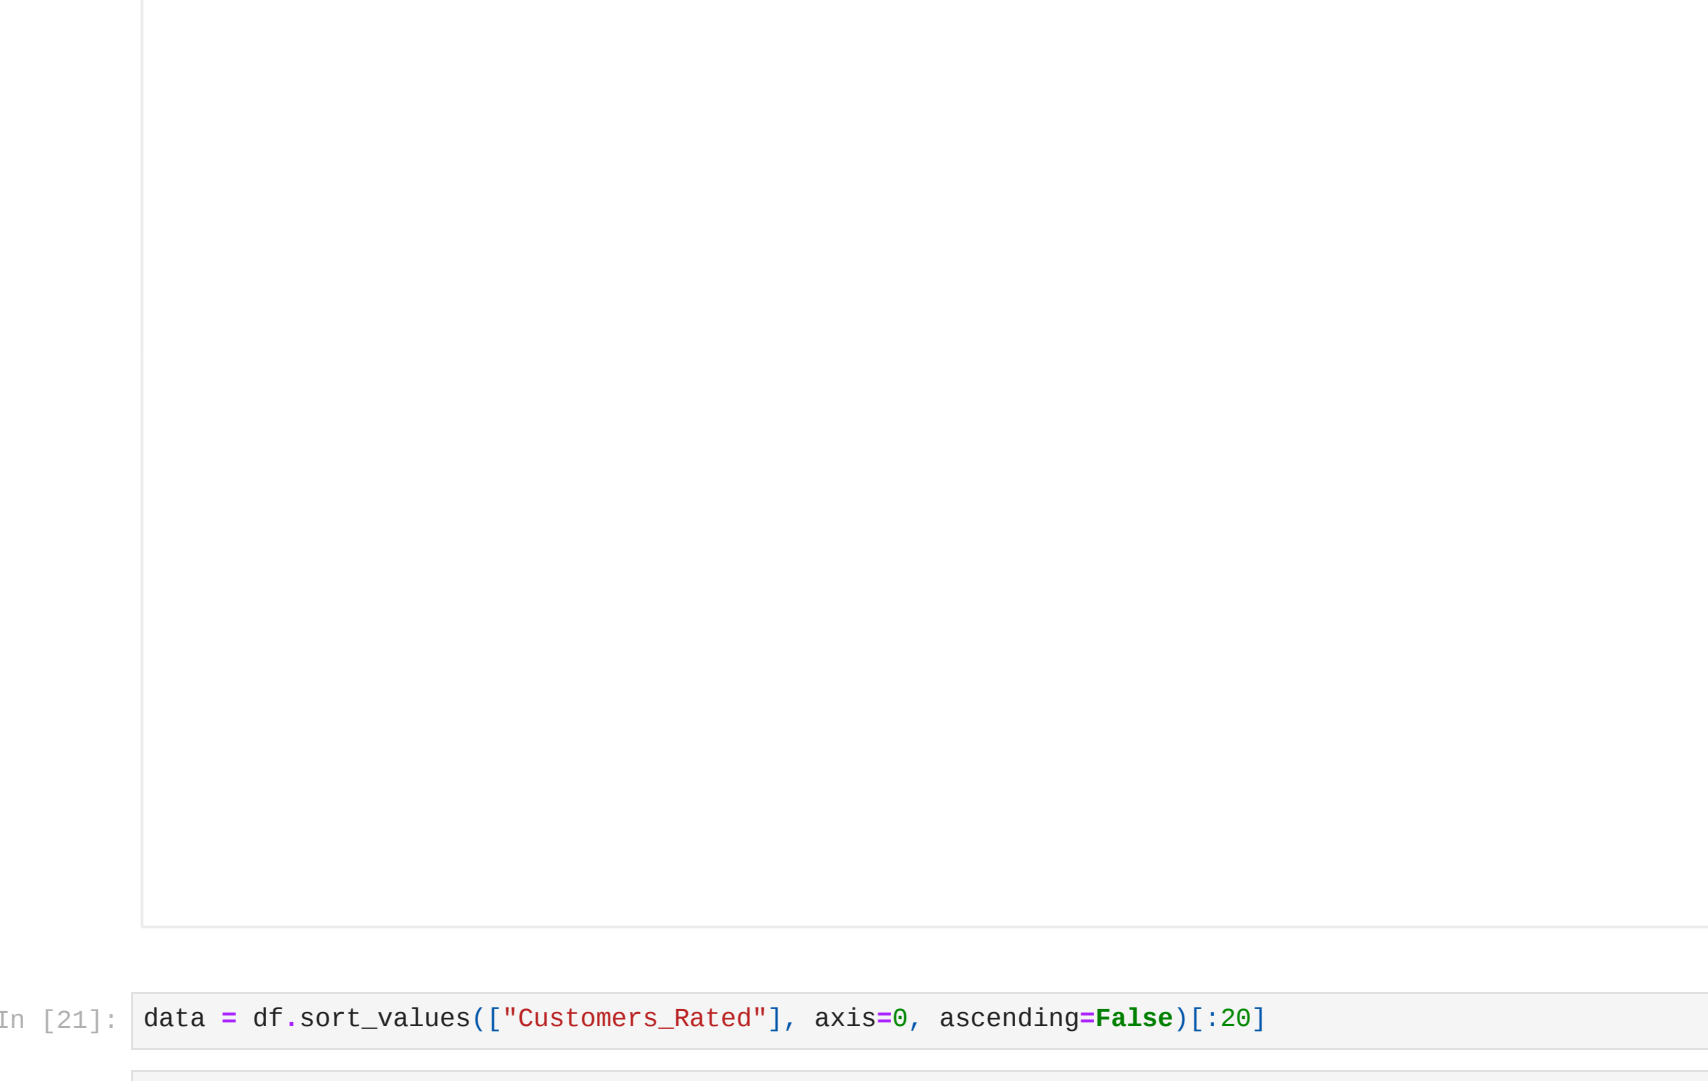 In [21]: data = df.sort_values(["Customers_Rated"], axis=0, ascending=False)[:20]